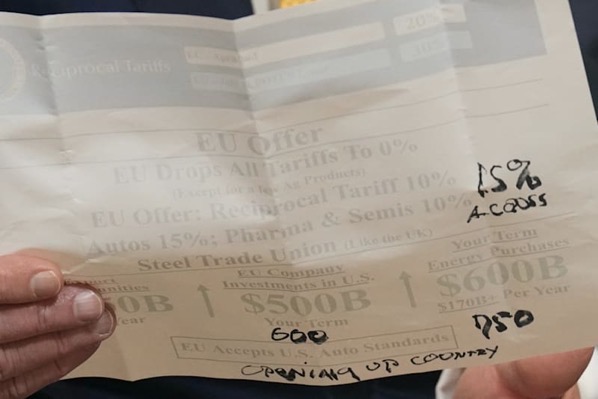 Reciprocal Tariffs
20%
EU Offer
EU Drops All Tariffs To 0%
(Except for a few Ag Products)
EU Offer: Reciprocal Tariff 10%
Autos 15%; Pharma & Semis 10%
Steel Trade Union (Like the UK)
15%
ACROSS
EU Company
Investments in U.S.
$500B
Your Term
600
Your Term
Energy Purchases
$600B
Per Year
750
EU Accepts U.S. Auto Standards
OPENING UP COUNTRY